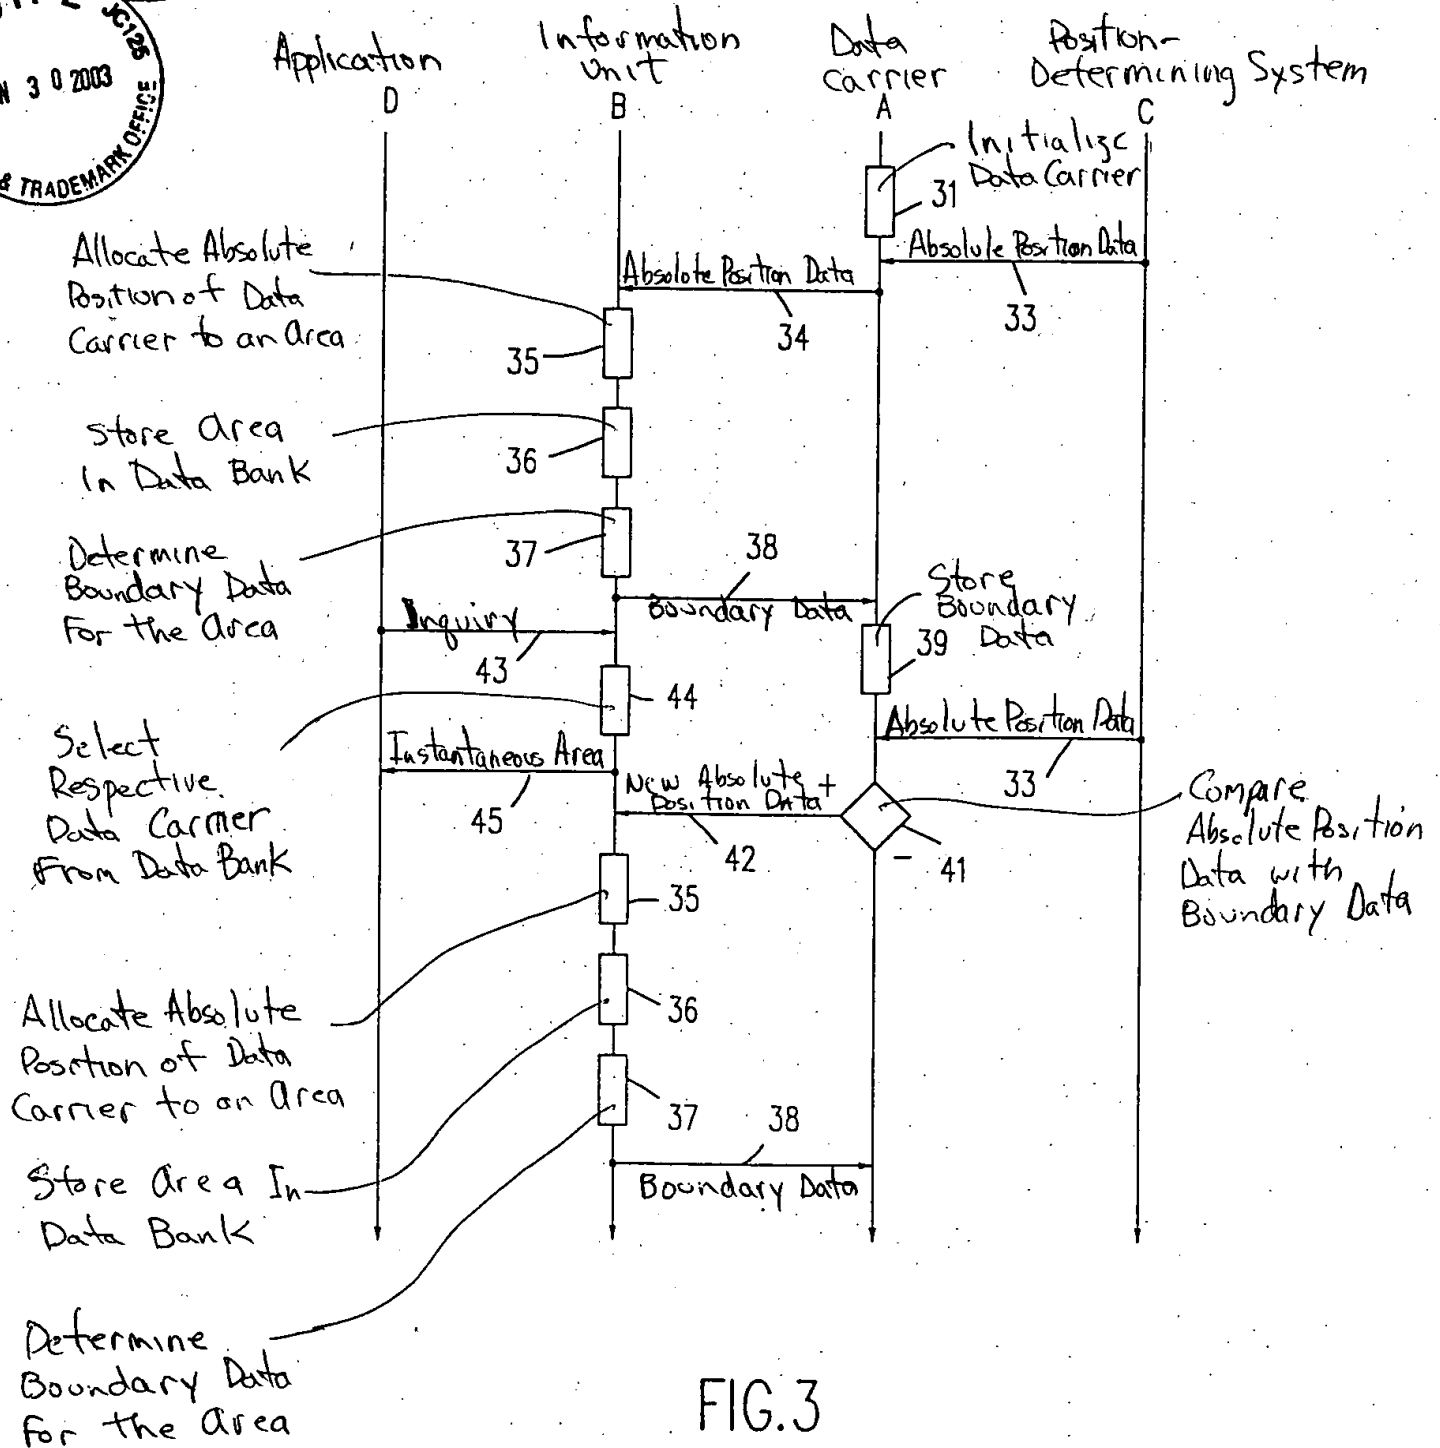 JC125
N 3 0 2003
& TRADEMARK OFFICE
Application
D
Information
Unit
B
Data
Carrier
A
Position-
Determining System
C
Initialize
Data Carrier
31
Absolute Position Data
33
Absolute Position Data
34
Allocate Absolute
Position of Data
Carrier to an Area
35
Store Area
In Data Bank
36
Determine
Boundary Data
For the Area
37
38
Boundary Data
Store
Boundary
Data
39
Inquiry
43
44
Select
Respective
Data Carrier
From Data Bank
Absolute Position Data
33
Instantaneous Area
45
New Absolute +
Position Data
42
-
41
Compare
Absolute Position
Data with
Boundary Data
35
Allocate Absolute
Position of Data
Carrier to an Area
36
Store Area In
Data Bank
37
38
Boundary Data
Determine
Boundary Data
For the Area
FIG.3